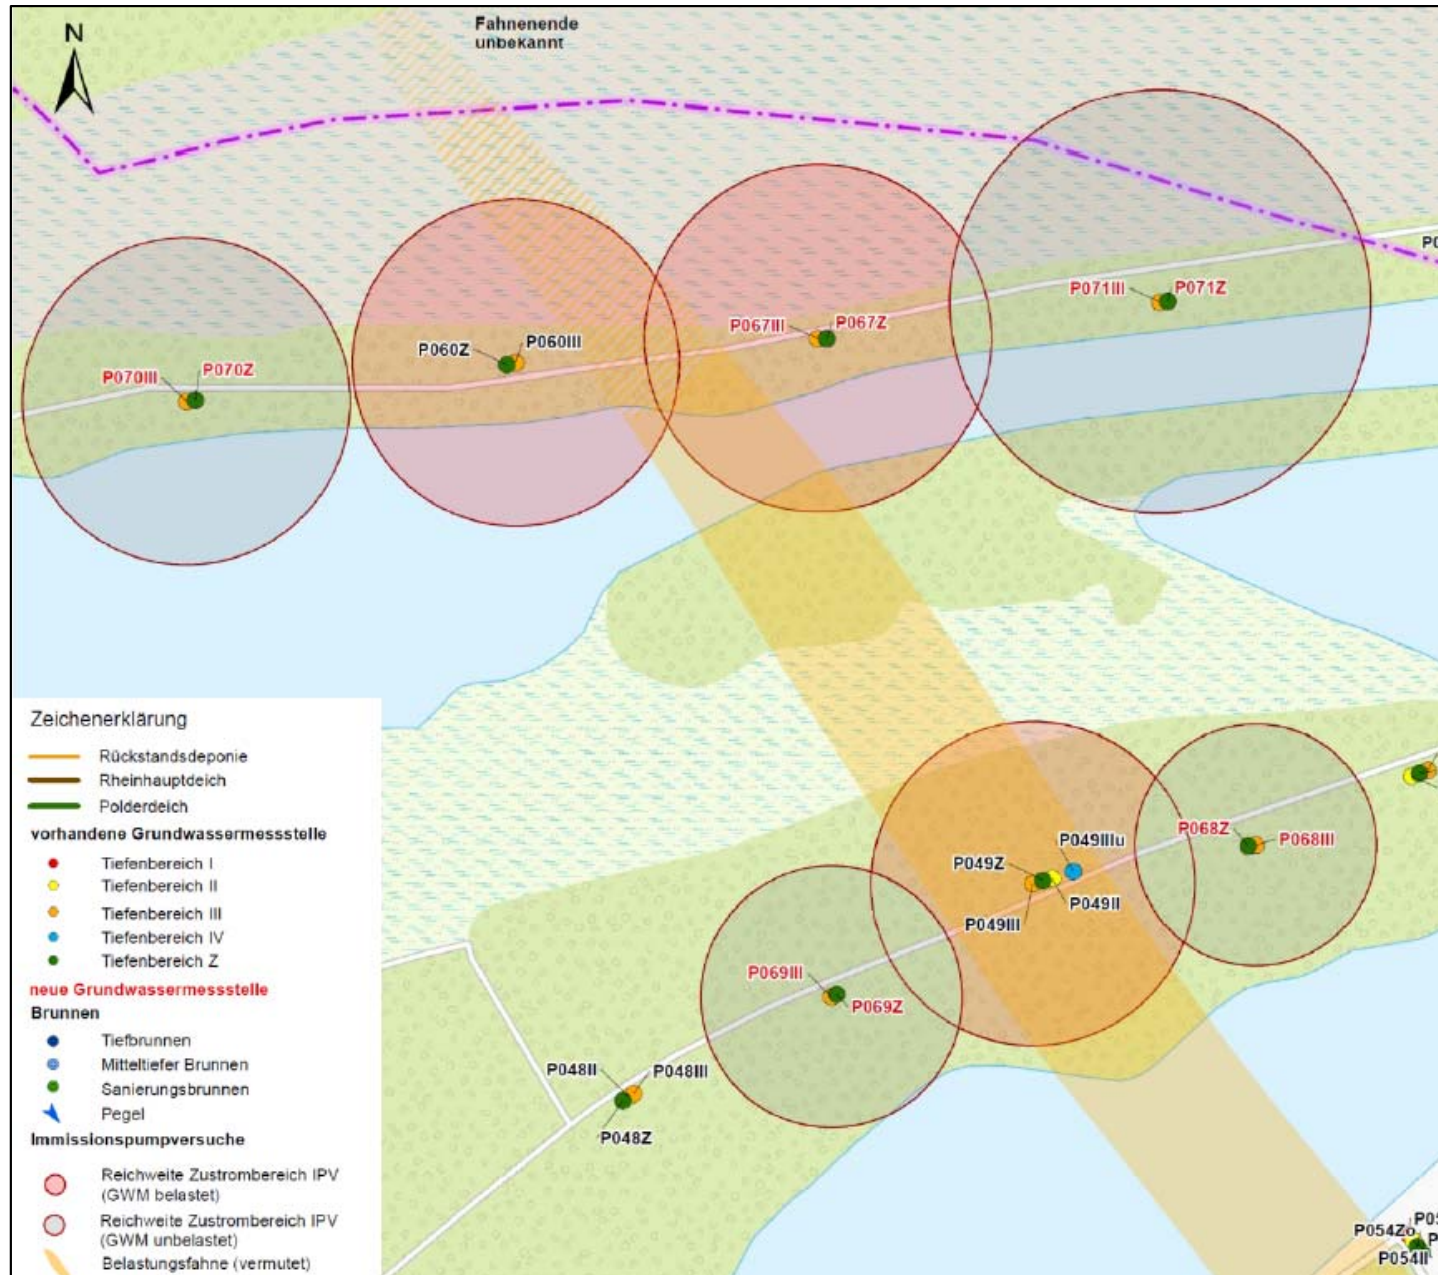 Fahnenende
unbekannt
N
P071III
P071Z
P067III
P067Z
P060Z
P060III
P070III
P070Z
P068Z
P068III
P049IIIu
P049Z
P049II
P049III
P069III
P069Z
P048II
P048III
P048Z
P054Zo
P054II
Zeichenerklärung
Rückstandsdeponie
Rheinhauptdeich
Polderdeich
vorhandene Grundwassermessstelle
Tiefenbereich I
Tiefenbereich II
Tiefenbereich III
Tiefenbereich IV
Tiefenbereich Z
neue Grundwassermessstelle
Brunnen
Tiefbrunnen
Mitteltiefer Brunnen
Sanierungsbrunnen
Pegel
Immissionspumpversuche
Reichweite Zustrombereich IPV
(GWM belastet)
Reichweite Zustrombereich IPV
(GWM unbelastet)
Belastungsfahne (vermutet)